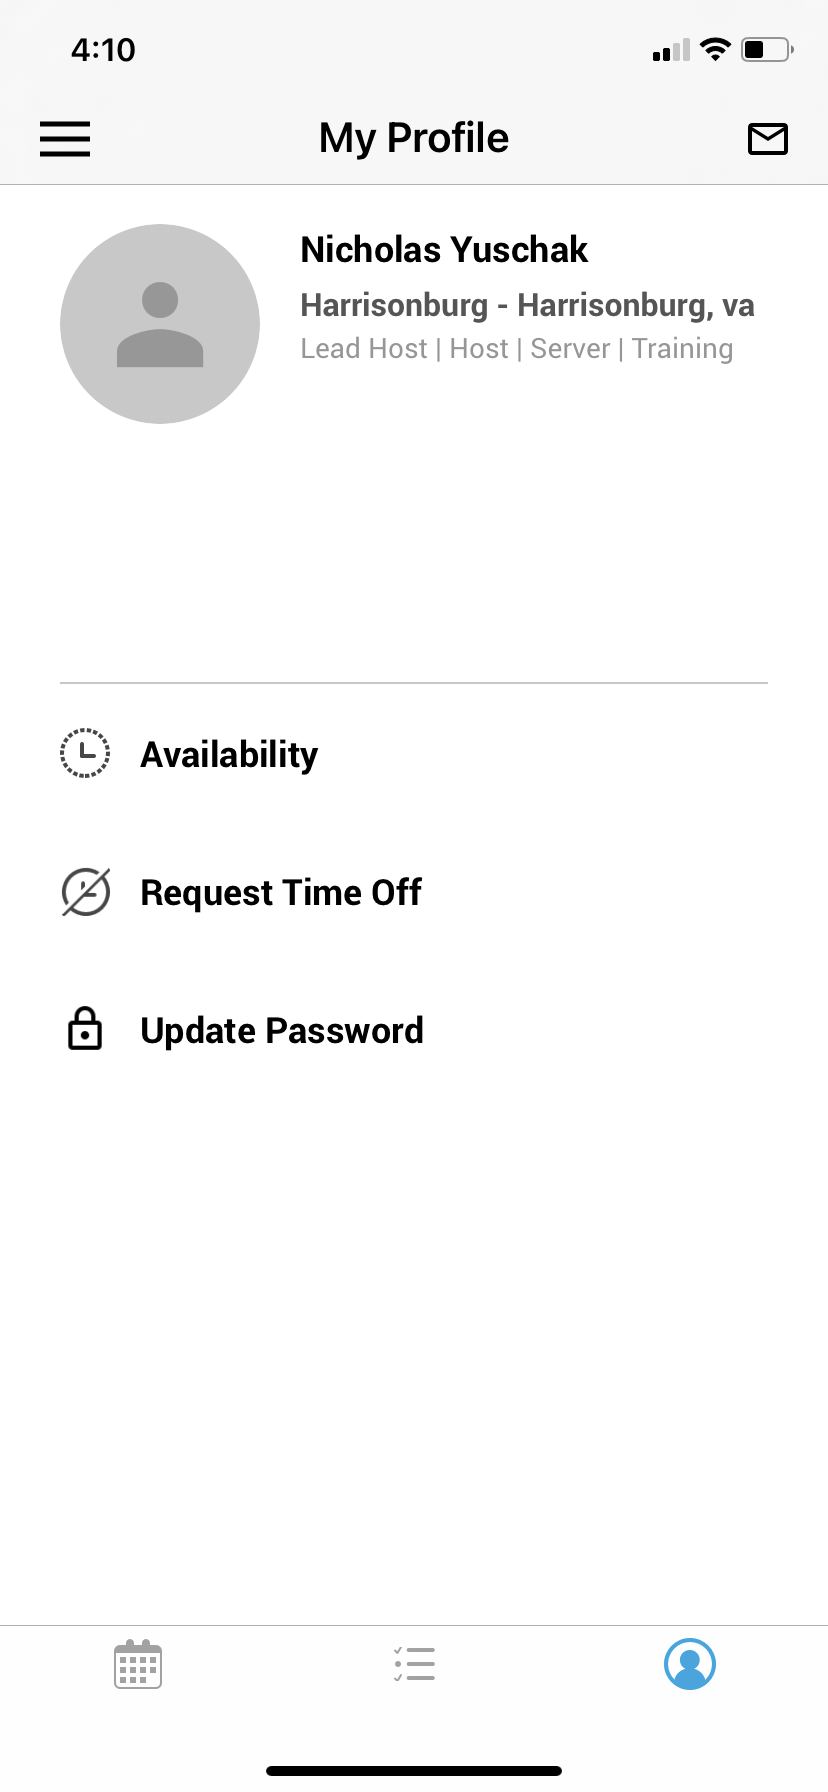 4:10
My Profile
Nicholas Yuschak
Harrisonburg - Harrisonburg, va
Lead Host | Host | Server | Training
Availability
Request Time Off
Update Password